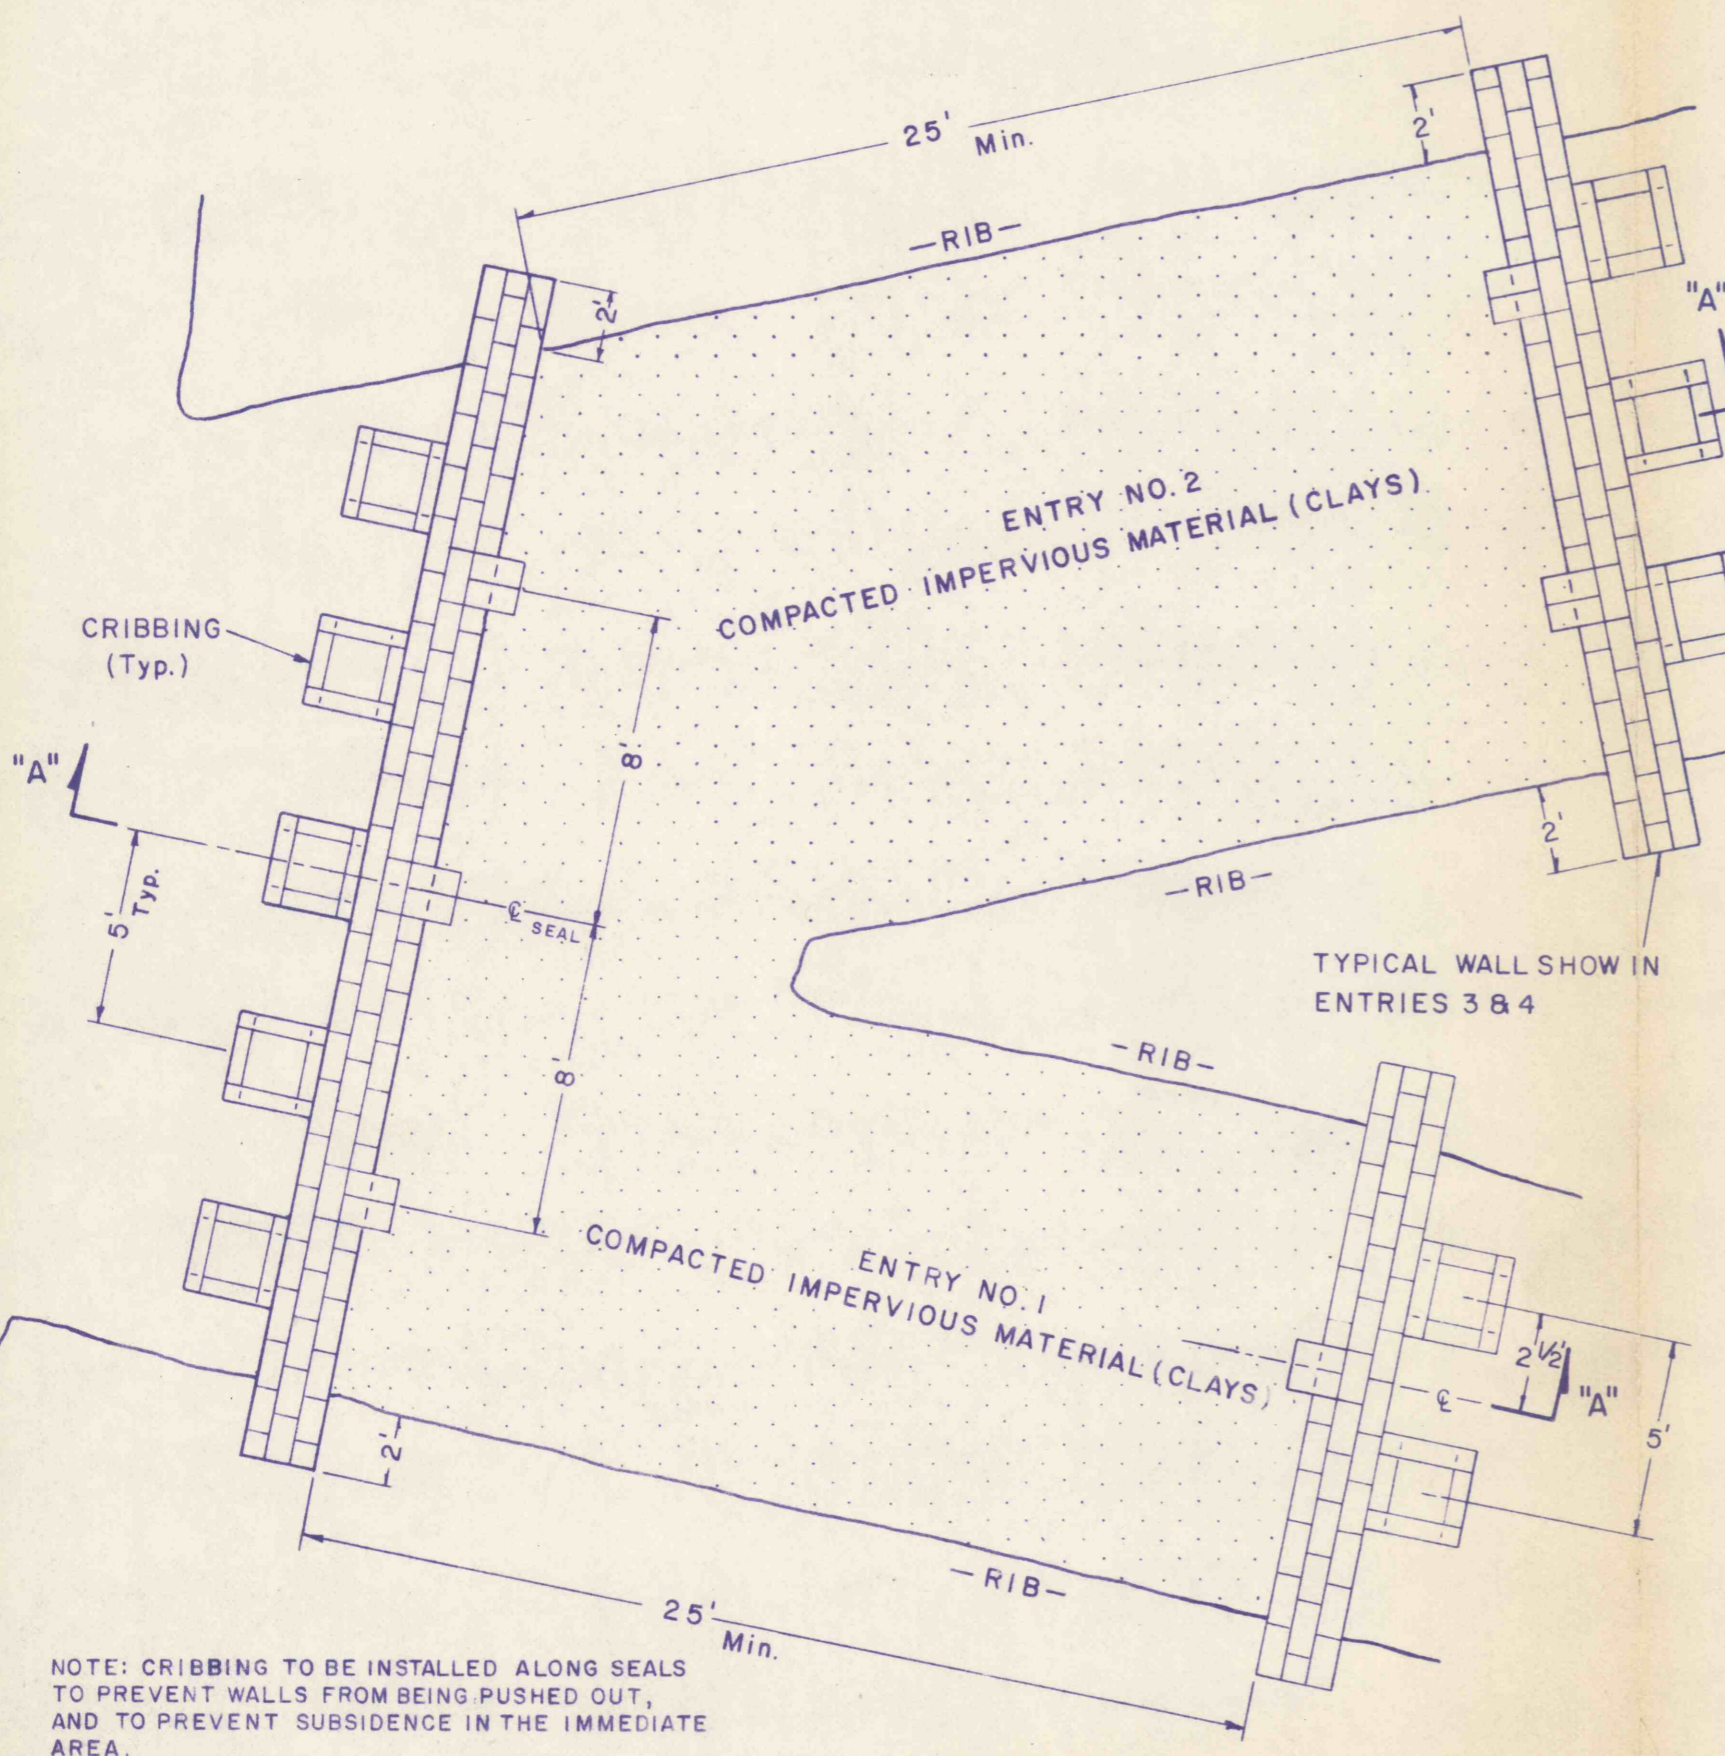 25'
Min.
2'
—RIB—
"A"
2'
ENTRY NO. 2
COMPACTED IMPERVIOUS MATERIAL (CLAYS)
CRIBBING
(Typ.)
"A"
8'
2'
—RIB—
5'
Typ.
℄ SEAL
TYPICAL WALL SHOW IN
ENTRIES 3 & 4
—RIB—
8'
ENTRY NO. 1
COMPACTED IMPERVIOUS MATERIAL (CLAYS)
2'1/2'
℄
"A"
5'
2'
—RIB—
25'
Min.
NOTE: CRIBBING TO BE INSTALLED ALONG SEALS
TO PREVENT WALLS FROM BEING PUSHED OUT,
AND TO PREVENT SUBSIDENCE IN THE IMMEDIATE
AREA.